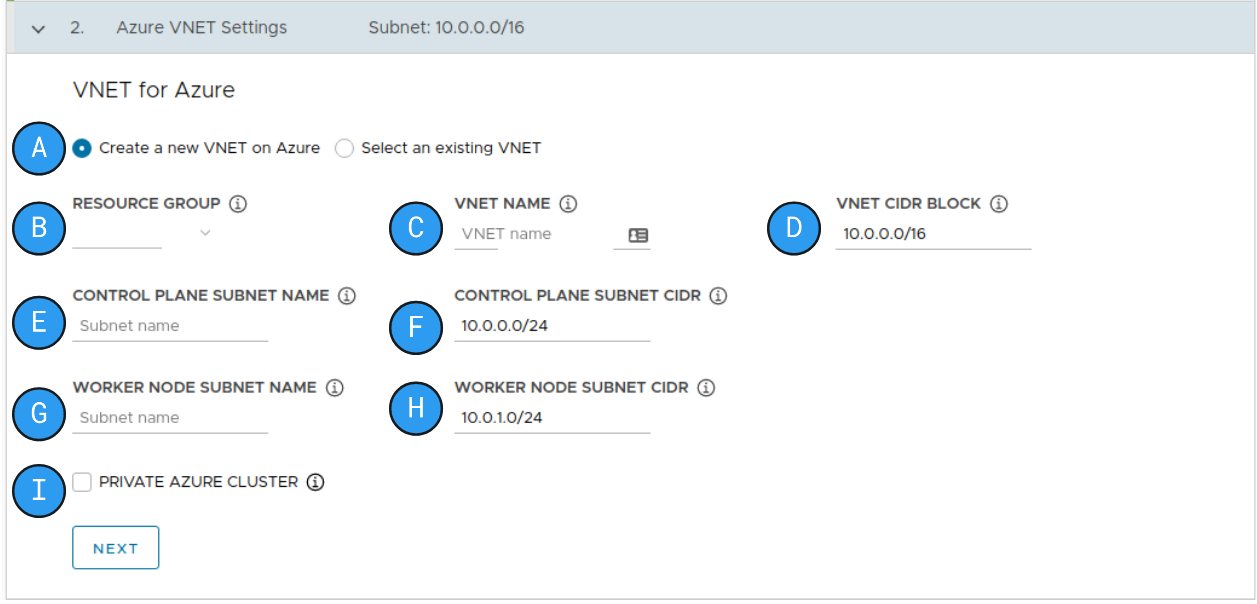 2. Azure VNET Settings Subnet: 10.0.0.0/16
VNET for Azure
A Create a new VNET on Azure Select an existing VNET
RESOURCE GROUP VNET NAME VNET CIDR BLOCK
B C VNET name D 10.0.0.0/16
CONTROL PLANE SUBNET NAME CONTROL PLANE SUBNET CIDR
E Subnet name F 10.0.0.0/24
WORKER NODE SUBNET NAME WORKER NODE SUBNET CIDR
G Subnet name H 10.0.1.0/24
I PRIVATE AZURE CLUSTER
NEXT